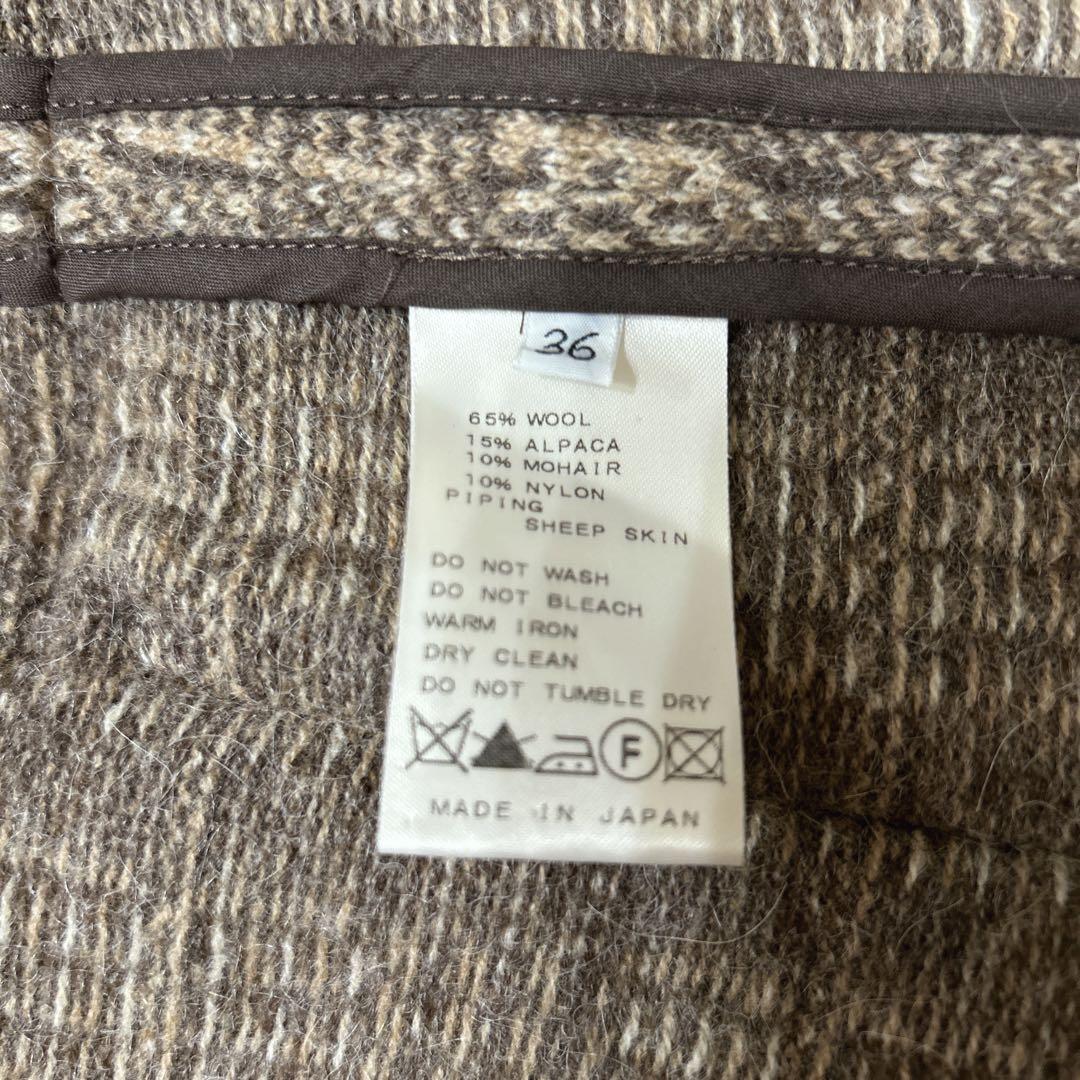 36
65% WOOL
15% ALPACA
10% MOHAIR
10% NYLON
PIPING
SHEEP SKIN
DO NOT WASH
DO NOT BLEACH
WARM IRON
DRY CLEAN
DO NOT TUMBLE DRY
F
MADE IN JAPAN